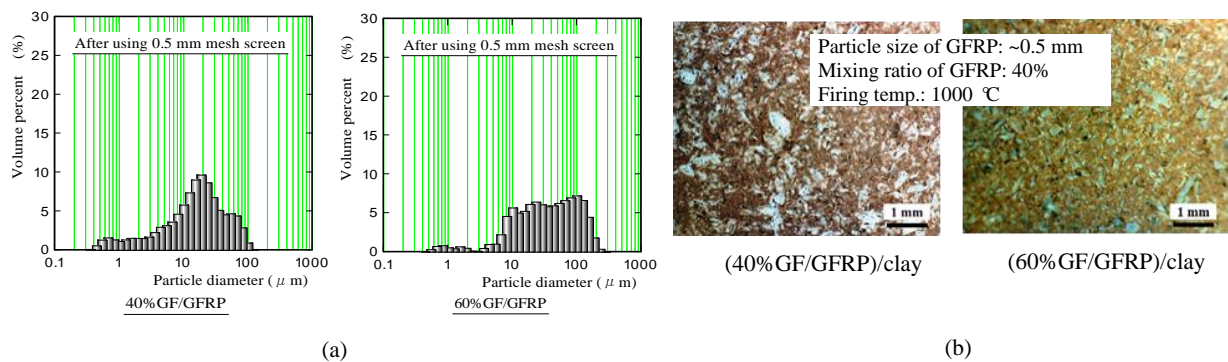 30
25
20
15
10
5
0
Volume percent (%)
After using 0.5 mm mesh screen
0.1 1 10 100 1000
Particle diameter ( μ m)
40%GF/GFRP
30
25
20
15
10
5
0
Volume percent (%)
After using 0.5 mm mesh screen
0.1 1 10 100 1000
Particle diameter ( μ m)
60%GF/GFRP
(a)
Particle size of GFRP: ~0.5 mm
Mixing ratio of GFRP: 40%
Firing temp.: 1000 ℃
1 mm
1 mm
(40%GF/GFRP)/clay
(60%GF/GFRP)/clay
(b)